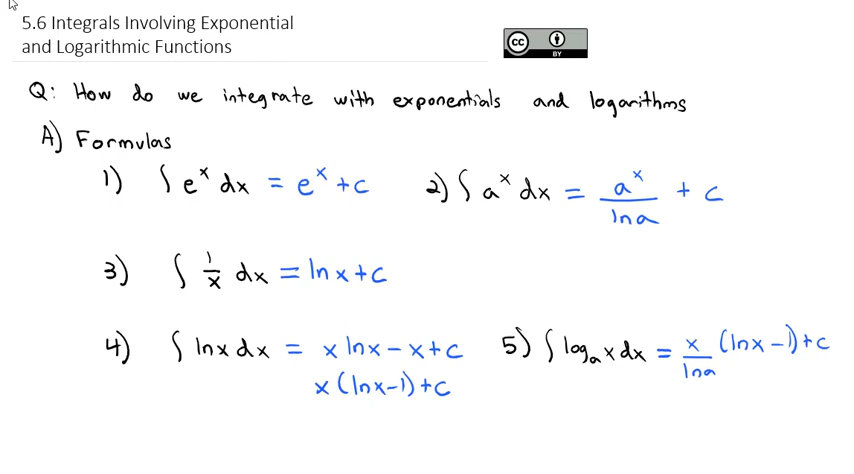 5.6 Integrals Involving Exponential
and Logarithmic Functions
cc BY
Q: How do we integrate with exponentials and logarithms
A) Formulas
1) ∫ eˣ dx = eˣ + c 2) ∫ aˣ dx = aˣ/ln a + c
3) ∫ 1/x dx = ln x + c
4) ∫ ln x dx = x ln x − x + c 5) ∫ logₐ x dx = x/ln a (ln x − 1) + c
x (ln x − 1) + c